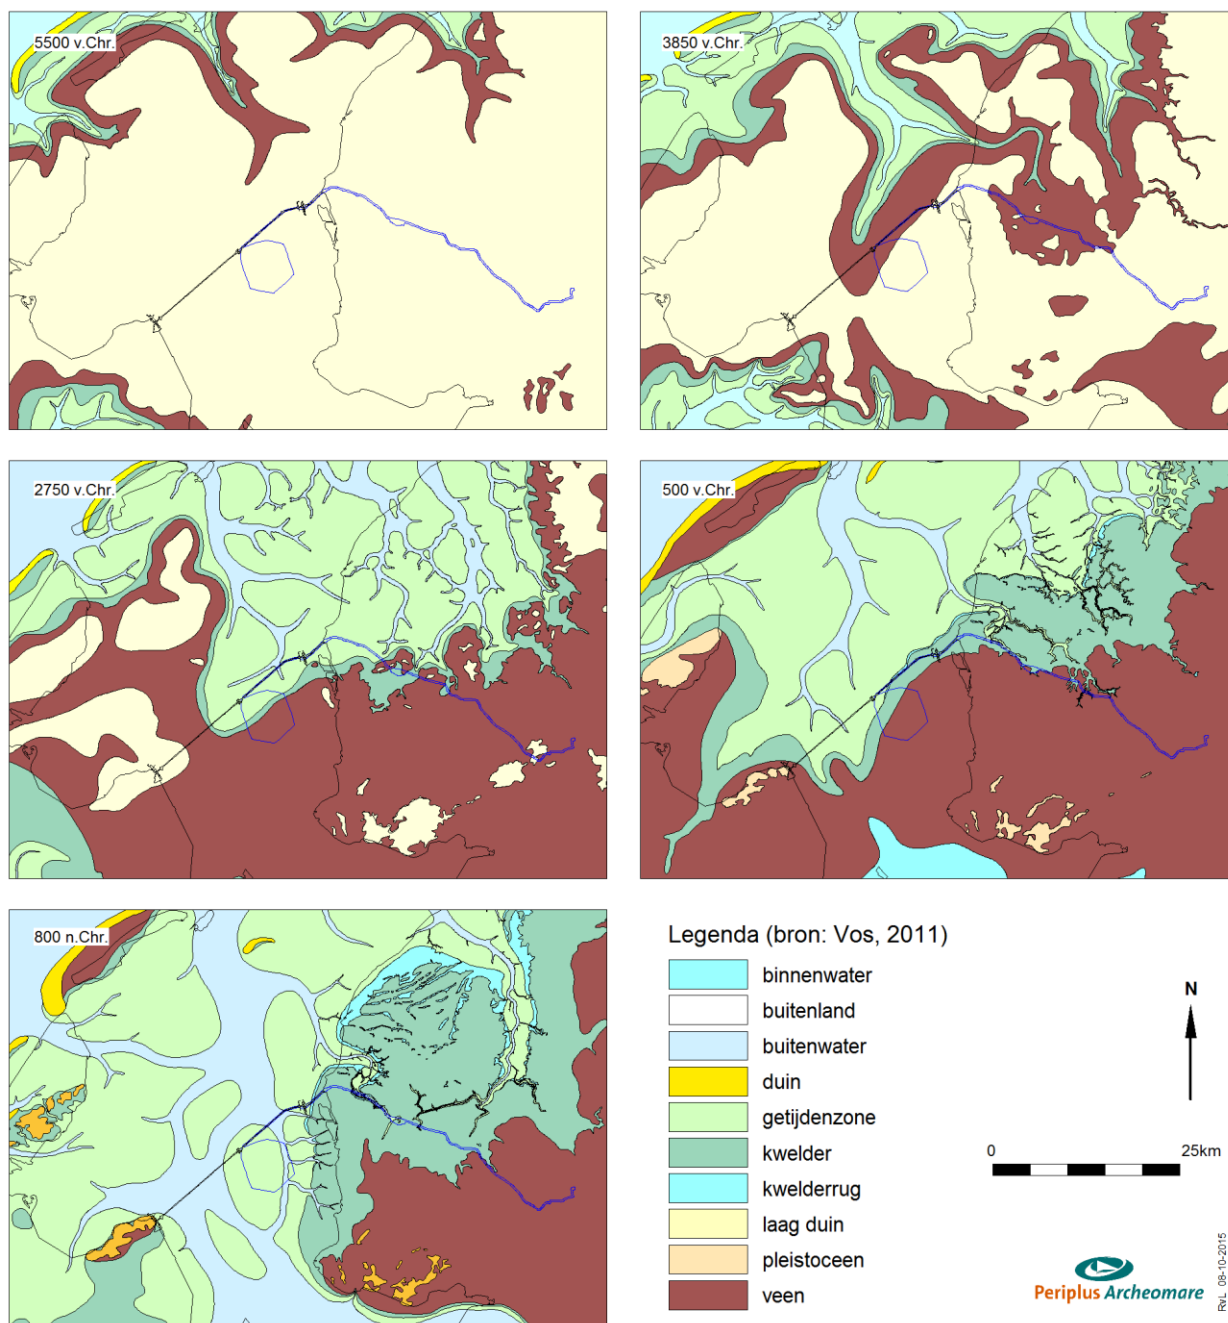 5500 v.Chr.
3850 v.Chr.
2750 v.Chr.
500 v.Chr.
800 n.Chr.
Legenda (bron: Vos, 2011)
binnenwater
buitenland
buitenwater
duin
getijdenzone
kwelder
kwelderrug
laag duin
pleistoceen
veen
N
0 25km
Periplus Archeomare
RvL 08-10-2015